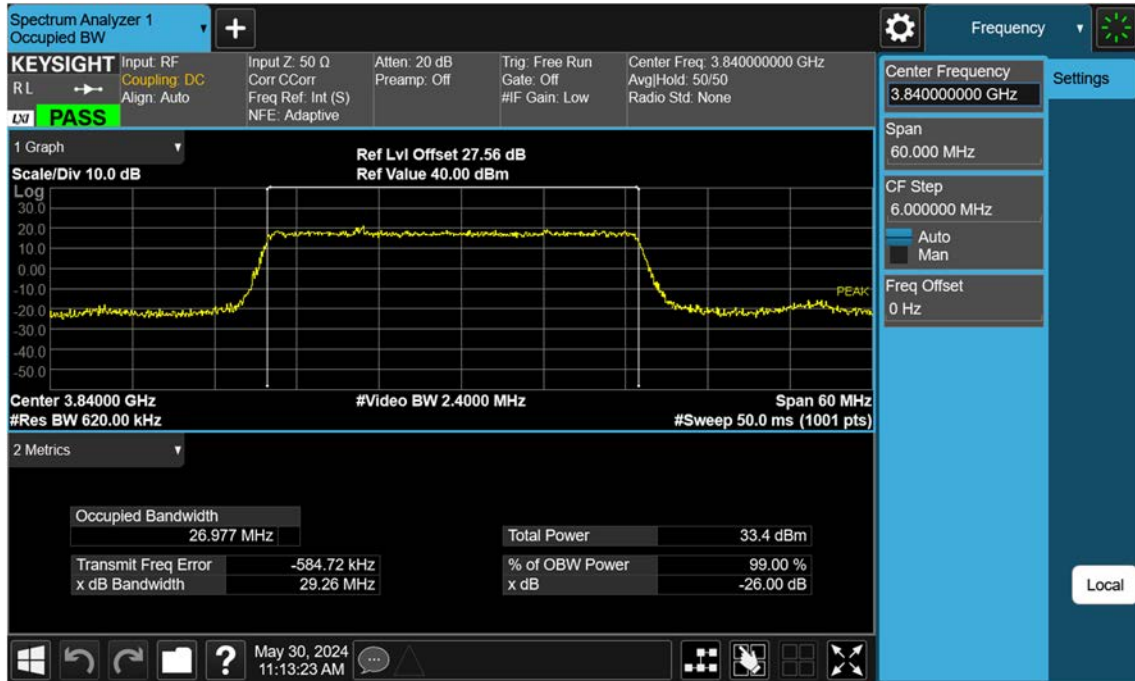 Spectrum Analyzer 1
Occupied BW
+
Frequency
KEYSIGHT
R L
LXI PASS
Input: RF
Coupling: DC
Align: Auto
Input Z: 50 Ω
Corr CCorr
Freq Ref: Int (S)
NFE: Adaptive
Atten: 20 dB
Preamp: Off
Trig: Free Run
Gate: Off
#IF Gain: Low
Center Freq: 3.840000000 GHz
Avg|Hold: 50/50
Radio Std: None
Center Frequency
3.840000000 GHz
Settings
Span
60.000 MHz
CF Step
6.000000 MHz
Auto
Man
Freq Offset
0 Hz
Local
1 Graph
Scale/Div 10.0 dB
Ref Lvl Offset 27.56 dB
Ref Value 40.00 dBm
Log
30.0
20.0
10.0
0.00
-10.0
-20.0
-30.0
-40.0
-50.0
PEAK
Center 3.84000 GHz
#Video BW 2.4000 MHz
Span 60 MHz
#Res BW 620.00 kHz
#Sweep 50.0 ms (1001 pts)
2 Metrics
Occupied Bandwidth
26.977 MHz
Total Power 33.4 dBm
Transmit Freq Error -584.72 kHz
% of OBW Power 99.00 %
x dB Bandwidth 29.26 MHz
x dB -26.00 dB
?
May 30, 2024
11:13:23 AM